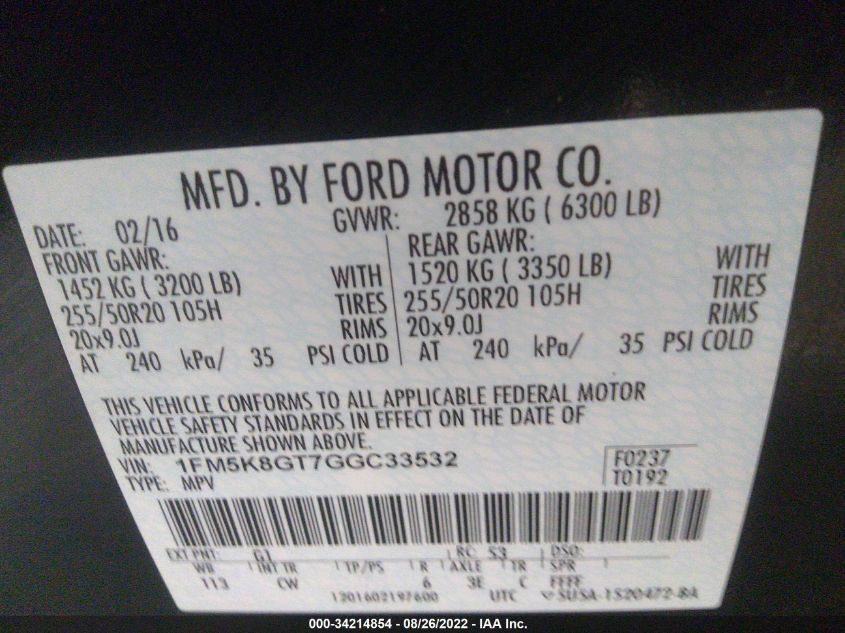 MFD. BY FORD MOTOR CO.
DATE: 02/16 GVWR: 2858 KG ( 6300 LB)
FRONT GAWR: REAR GAWR:
1452 KG ( 3200 LB) WITH 1520 KG ( 3350 LB) WITH
255/50R20 105H TIRES 255/50R20 105H TIRES
20x9.0J RIMS 20x9.0J RIMS
AT 240 kPa/ 35 PSI COLD AT 240 kPa/ 35 PSI COLD
THIS VEHICLE CONFORMS TO ALL APPLICABLE FEDERAL MOTOR
VEHICLE SAFETY STANDARDS IN EFFECT ON THE DATE OF
MANUFACTURE SHOWN ABOVE.
VIN: 1FM5K8GT7GGC33532 F0237
TYPE: MPV T0192
EXT PNT: G1 RC: 53 DSO:
WB INT TR TP/PS R AXLE TR SPR
113 CW 6 3E C FFFF
1201602197600 UTC SUSA-1520472-BA
000-34214854 - 08/26/2022 - IAA Inc.